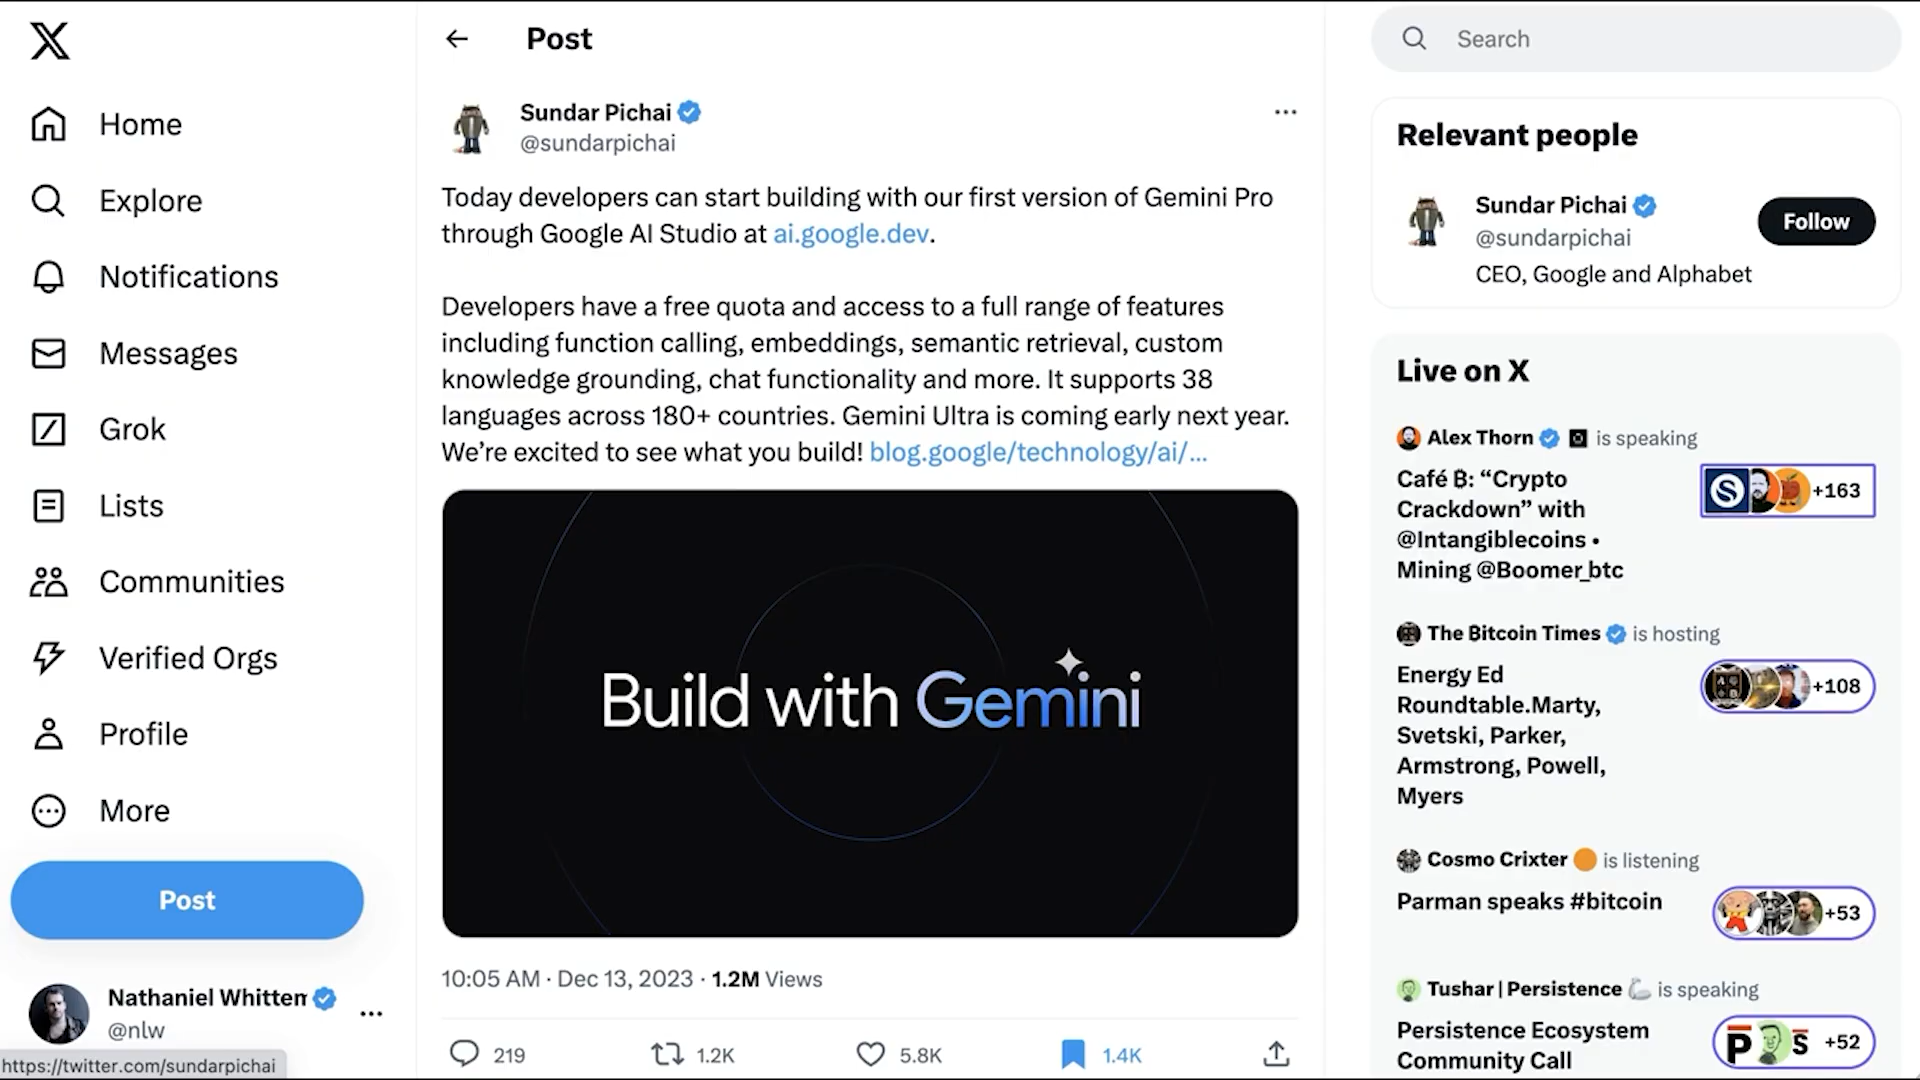 Home
Explore
Notifications
Messages
Grok
Lists
Communities
Verified Orgs
Profile
More
Post
Nathaniel Whittem
@nlw
https://twitter.com/sundarpichai
Post
Sundar Pichai
@sundarpichai
Today developers can start building with our first version of Gemini Pro
through Google AI Studio at ai.google.dev.
Developers have a free quota and access to a full range of features
including function calling, embeddings, semantic retrieval, custom
knowledge grounding, chat functionality and more. It supports 38
languages across 180+ countries. Gemini Ultra is coming early next year.
We’re excited to see what you build! blog.google/technology/ai/...
Build with Gemini
10:05 AM · Dec 13, 2023 · 1.2M Views
219 1.2K 5.8K 1.4K
Search
Relevant people
Sundar Pichai
@sundarpichai
Follow
CEO, Google and Alphabet
Live on X
Alex Thorn is speaking
Café ₿: “Crypto
Crackdown” with
@Intangiblecoins •
Mining @Boomer_btc
+163
The Bitcoin Times is hosting
Energy Ed
Roundtable.Marty,
Svetski, Parker,
Armstrong, Powell,
Myers
+108
Cosmo Crixter is listening
Parman speaks #bitcoin
+53
Tushar | Persistence is speaking
Persistence Ecosystem
Community Call
+52